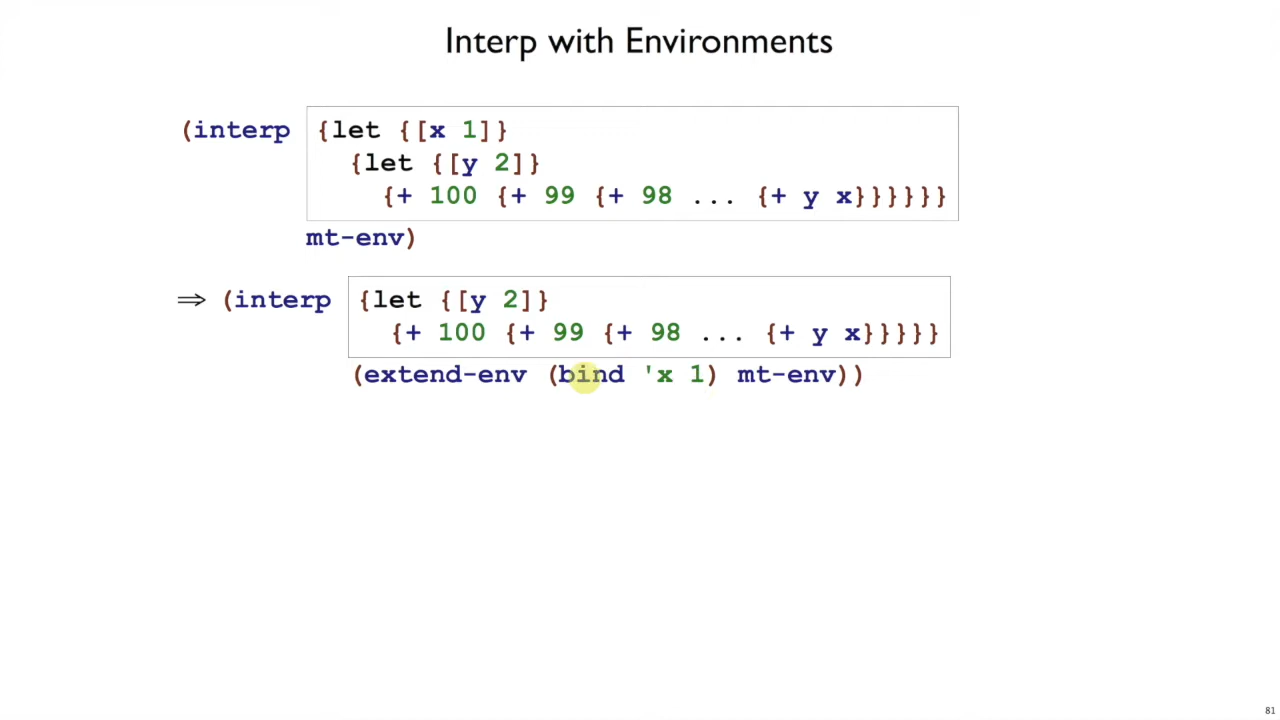 Interp with Environments
(interp {let {[x 1]}
{let {[y 2]}
{+ 100 {+ 99 {+ 98 ... {+ y x}}}}}}
mt-env)
⇒ (interp {let {[y 2]}
{+ 100 {+ 99 {+ 98 ... {+ y x}}}}}
(extend-env (bind 'x 1) mt-env))
81